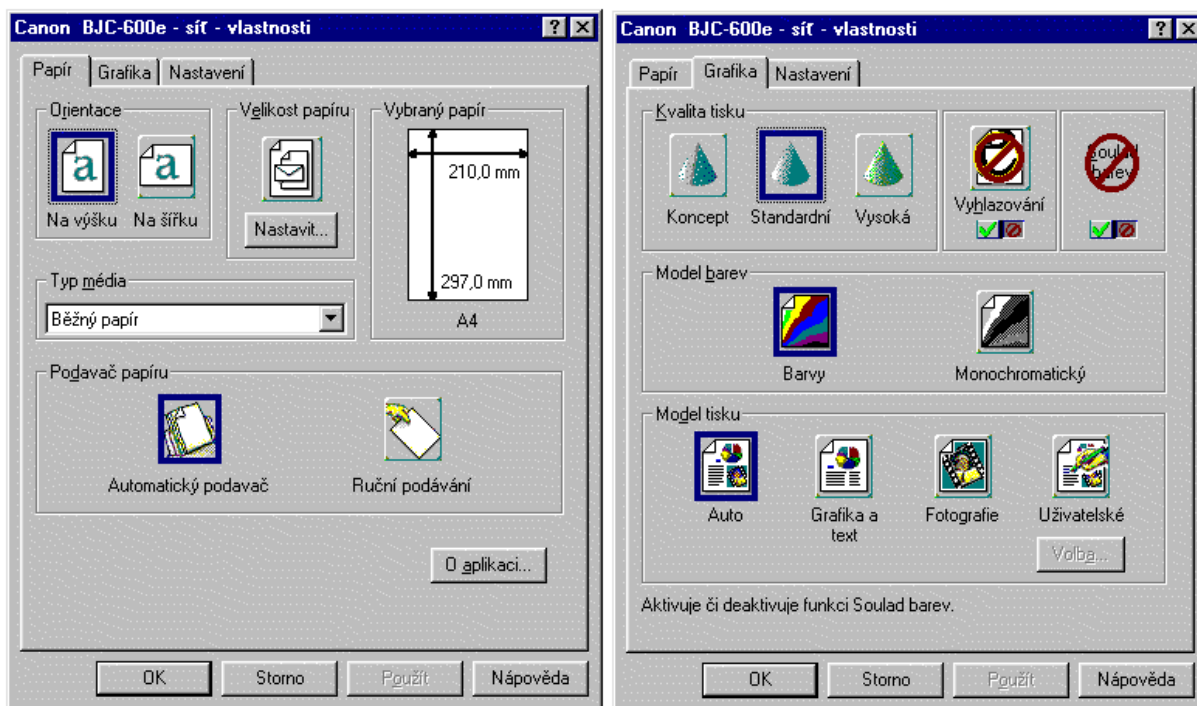 Canon BJC-600e - síť - vlastnosti
Papír Grafika Nastavení
Orientace
a
Na výšku
a
Na šířku
Velikost papíru
Nastavit...
Vybraný papír
210,0 mm
297,0 mm
A4
Typ média
Běžný papír
Podavač papíru
Automatický podavač
Ruční podávání
O aplikaci...
OK Storno Použít Nápověda
Canon BJC-600e - síť - vlastnosti
Papír Grafika Nastavení
Kvalita tisku
Koncept
Standardní
Vysoká
Vyhlazování
Soulad
barev
Model barev
Barvy
Monochromatický
Model tisku
Auto
Grafika a
text
Fotografie
Uživatelské
Volba...
Aktivuje či deaktivuje funkci Soulad barev.
OK Storno Použít Nápověda